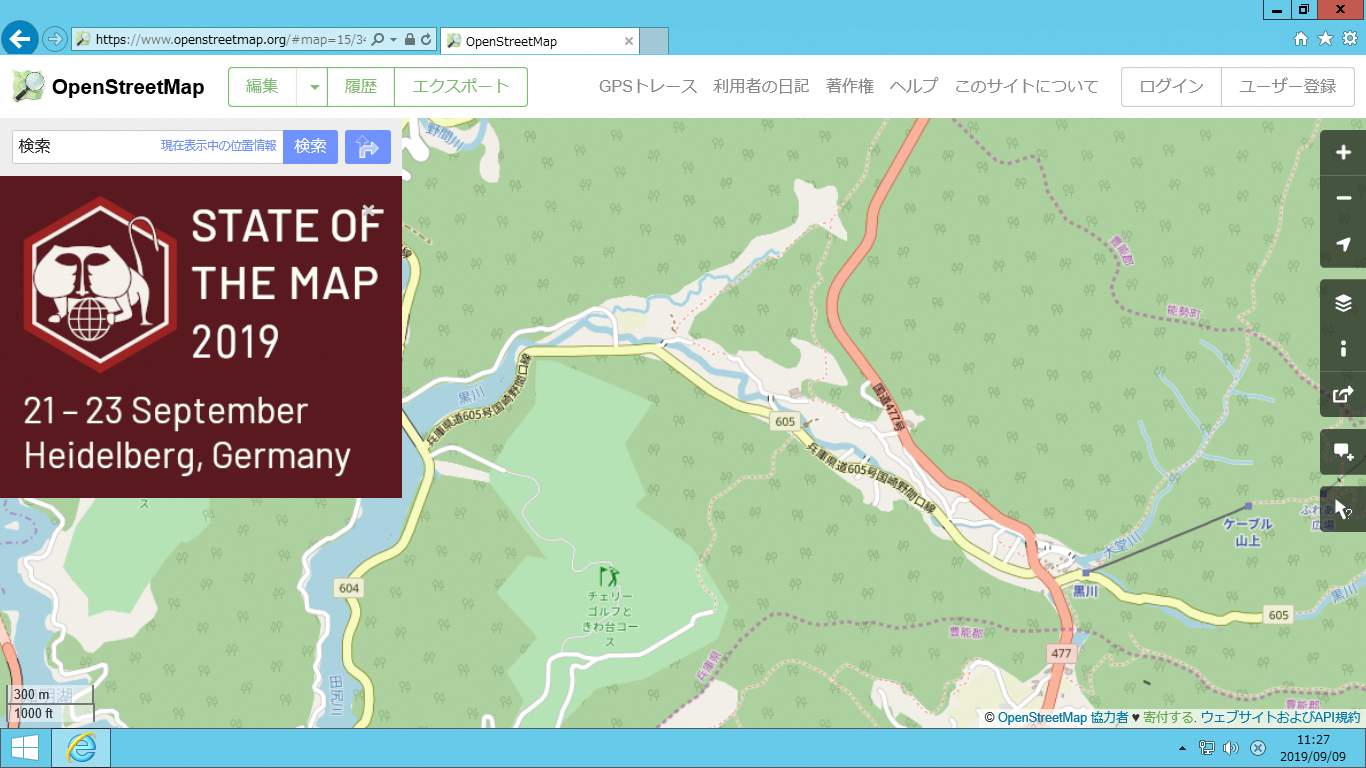 https://www.openstreetmap.org/#map=15/34
OpenStreetMap
OpenStreetMap
編集
履歴
エクスポート
GPSトレース
利用者の日記
著作権
ヘルプ
このサイトについて
ログイン
ユーザー登録
検索
現在表示中の位置情報
検索
STATE OF
THE MAP
2019
21 – 23 September
Heidelberg, Germany
野間川
豊能郡
能勢町
黒川
兵庫県道605号国崎野間口線
国道477号
605
兵庫県道605号国崎野間口線
ケーブル
山上
大堂川
黒川
黒川
605
604
チェリー
ゴルフと
きわ台コー
ス
ス
豊能郡
兵庫県
477
田尻川
豊能郡
300 m
1000 ft
© OpenStreetMap 協力者 ♥ 寄付する. ウェブサイトおよびAPI規約
11:27
2019/09/09